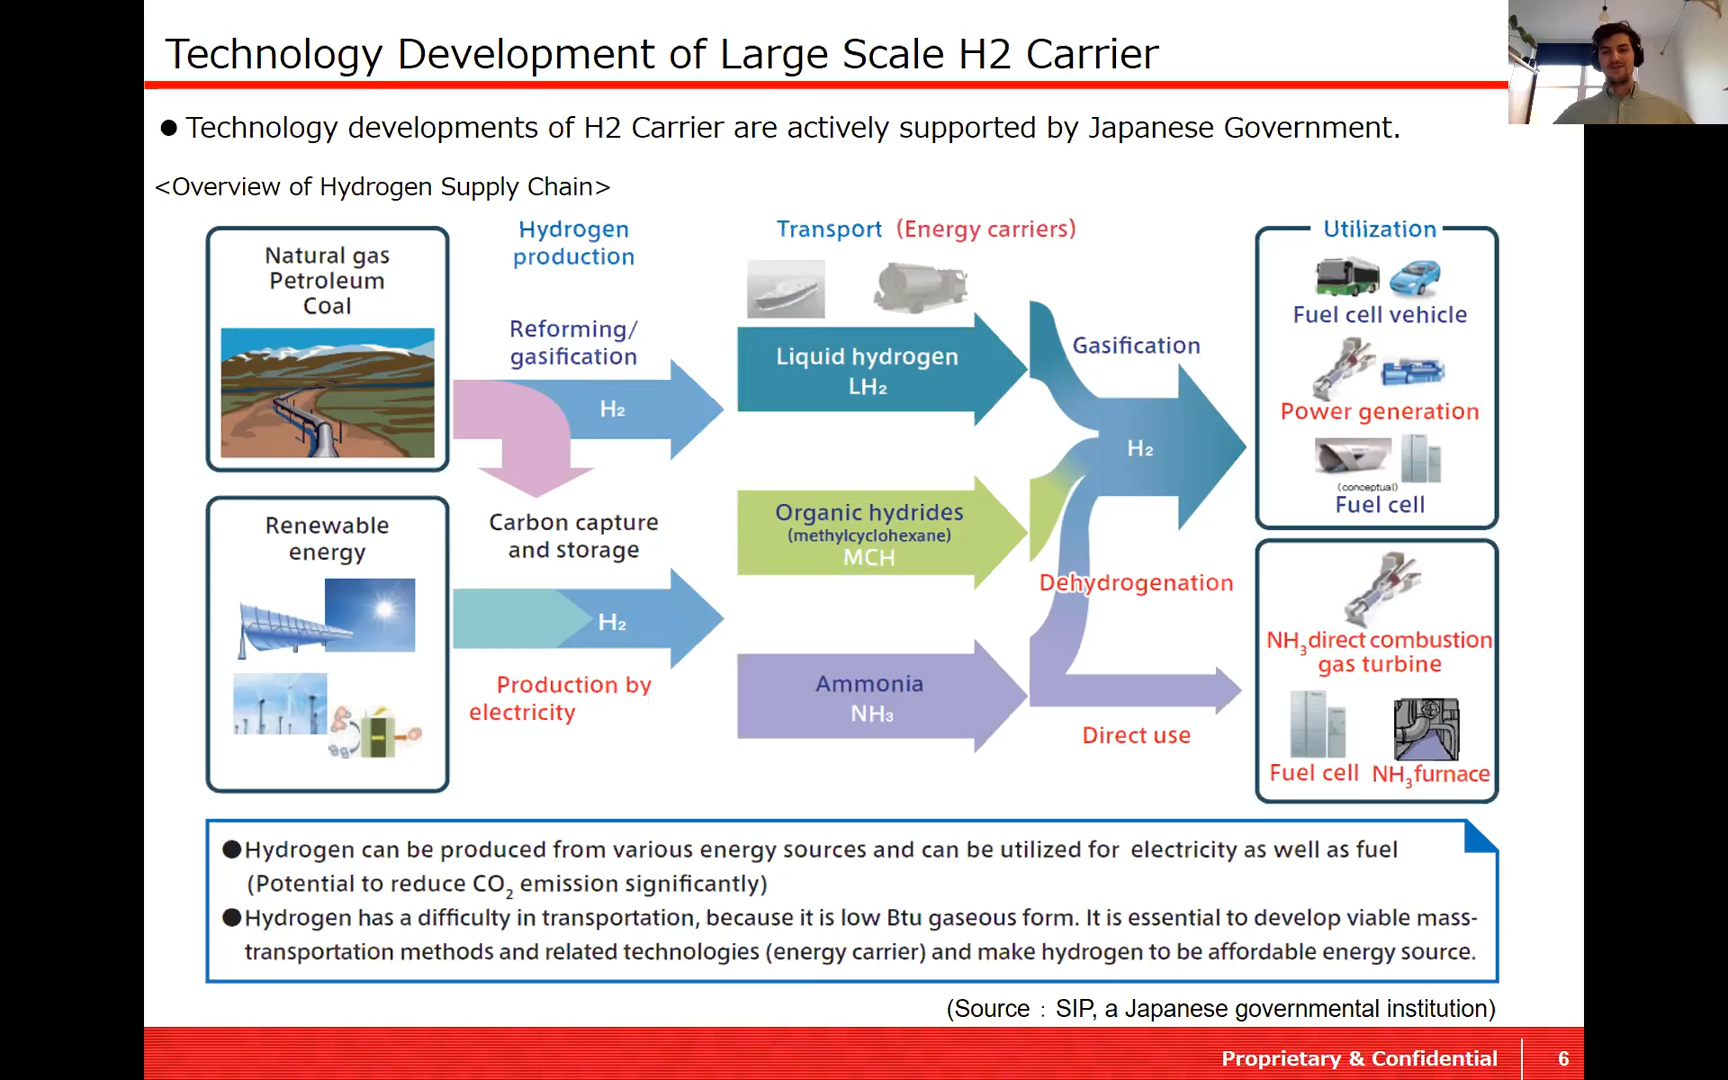 Technology Development of Large Scale H2 Carrier
● Technology developments of H2 Carrier are actively supported by Japanese Government.
<Overview of Hydrogen Supply Chain>
Natural gas
Petroleum
Coal
Hydrogen
production
Reforming/
gasification
H₂
Carbon capture
and storage
Renewable
energy
H₂
Production by
electricity
Transport (Energy carriers)
Liquid hydrogen
LH₂
Organic hydrides
(methylcyclohexane)
MCH
Ammonia
NH₃
Gasification
H₂
Dehydrogenation
Direct use
Utilization
Fuel cell vehicle
Power generation
(conceptual)
Fuel cell
NH₃direct combustion
gas turbine
Fuel cell NH₃furnace
●Hydrogen can be produced from various energy sources and can be utilized for electricity as well as fuel
(Potential to reduce CO₂ emission significantly)
●Hydrogen has a difficulty in transportation, because it is low Btu gaseous form. It is essential to develop viable mass-
transportation methods and related technologies (energy carrier) and make hydrogen to be affordable energy source.
(Source : SIP, a Japanese governmental institution)
Proprietary & Confidential 6